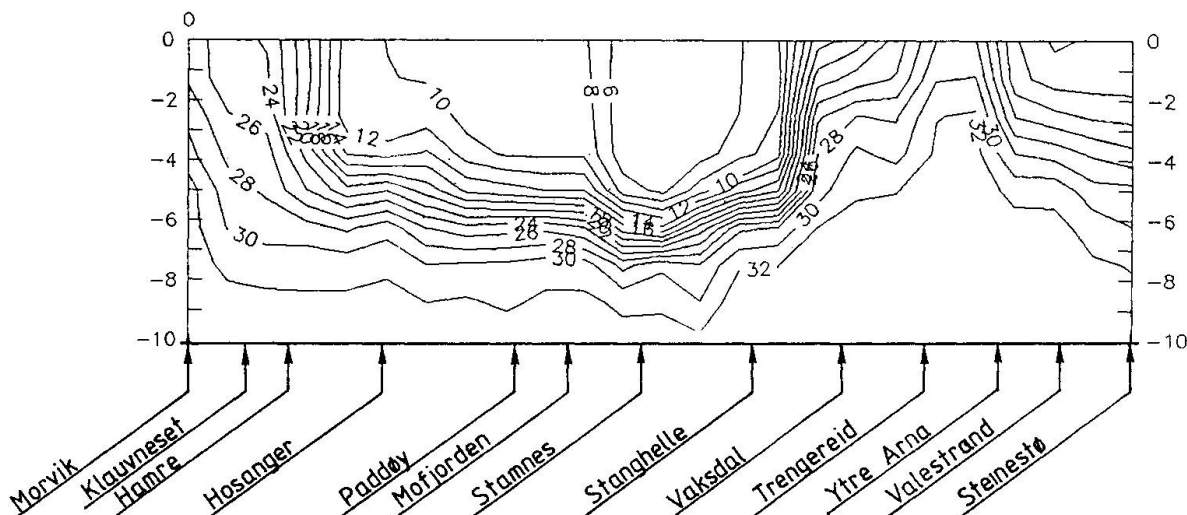 0
0
-2
-4
-6
-8
-10
0
-2
-4
-6
-8
-10
24
26
28
30
12
10
8
6
10
12
14
16
24
26
28
30
32
28
30
30
32
Morvik
Klauvneset
Hamre
Hosanger
Paddøy
Mofjorden
Stamnes
Stanghelle
Vaksdal
Trengereid
Ytre Arna
Valestrand
Steinestø